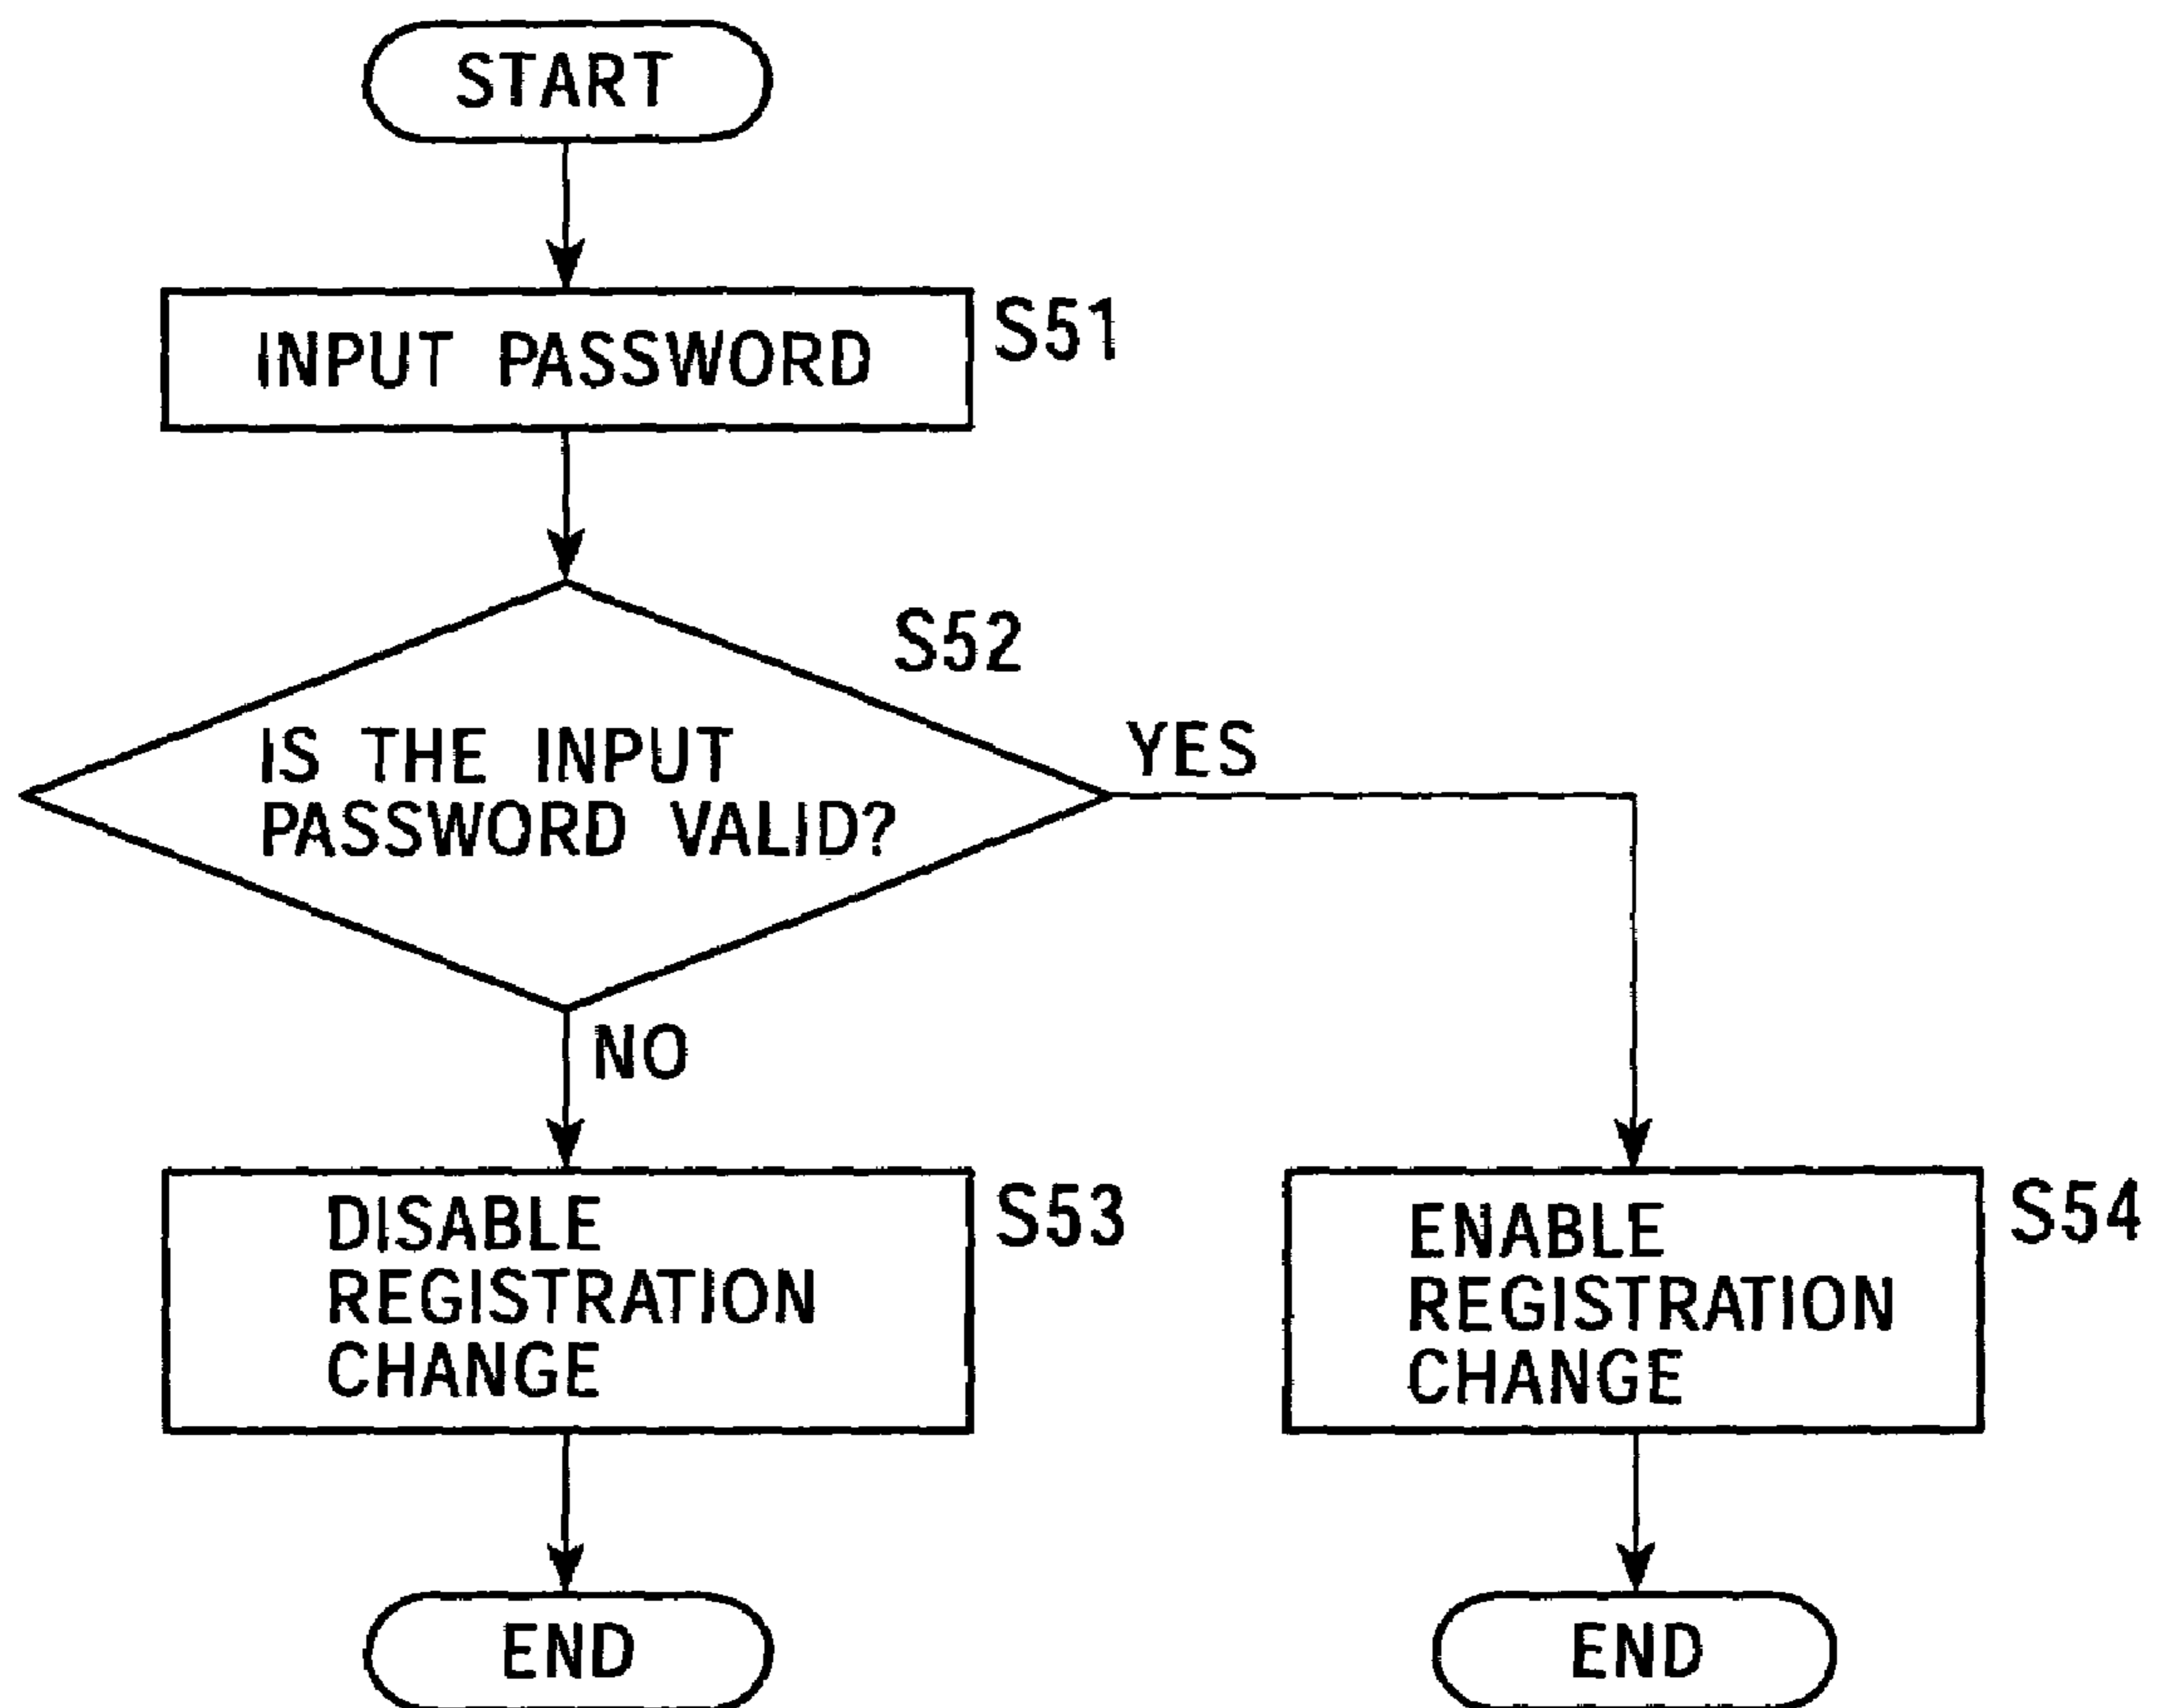 START
INPUT PASSWORD
S51
S52
IS THE INPUT
PASSWORD VALID?
YES
NO
DISABLE
REGISTRATION
CHANGE
S53
ENABLE
REGISTRATION
CHANGE
S54
END
END